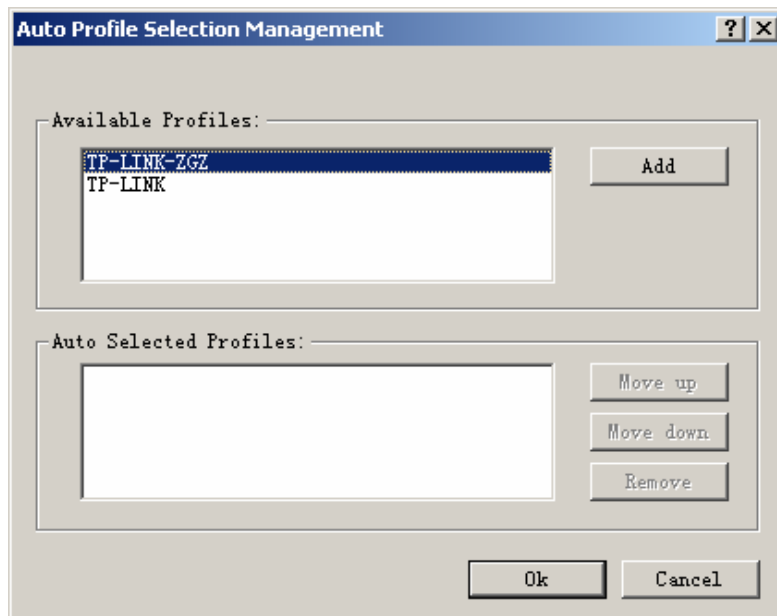 Auto Profile Selection Management
Available Profiles:
TP-LINK-ZGZ
TP-LINK
Add
Auto Selected Profiles:
Move up
Move down
Remove
Ok
Cancel